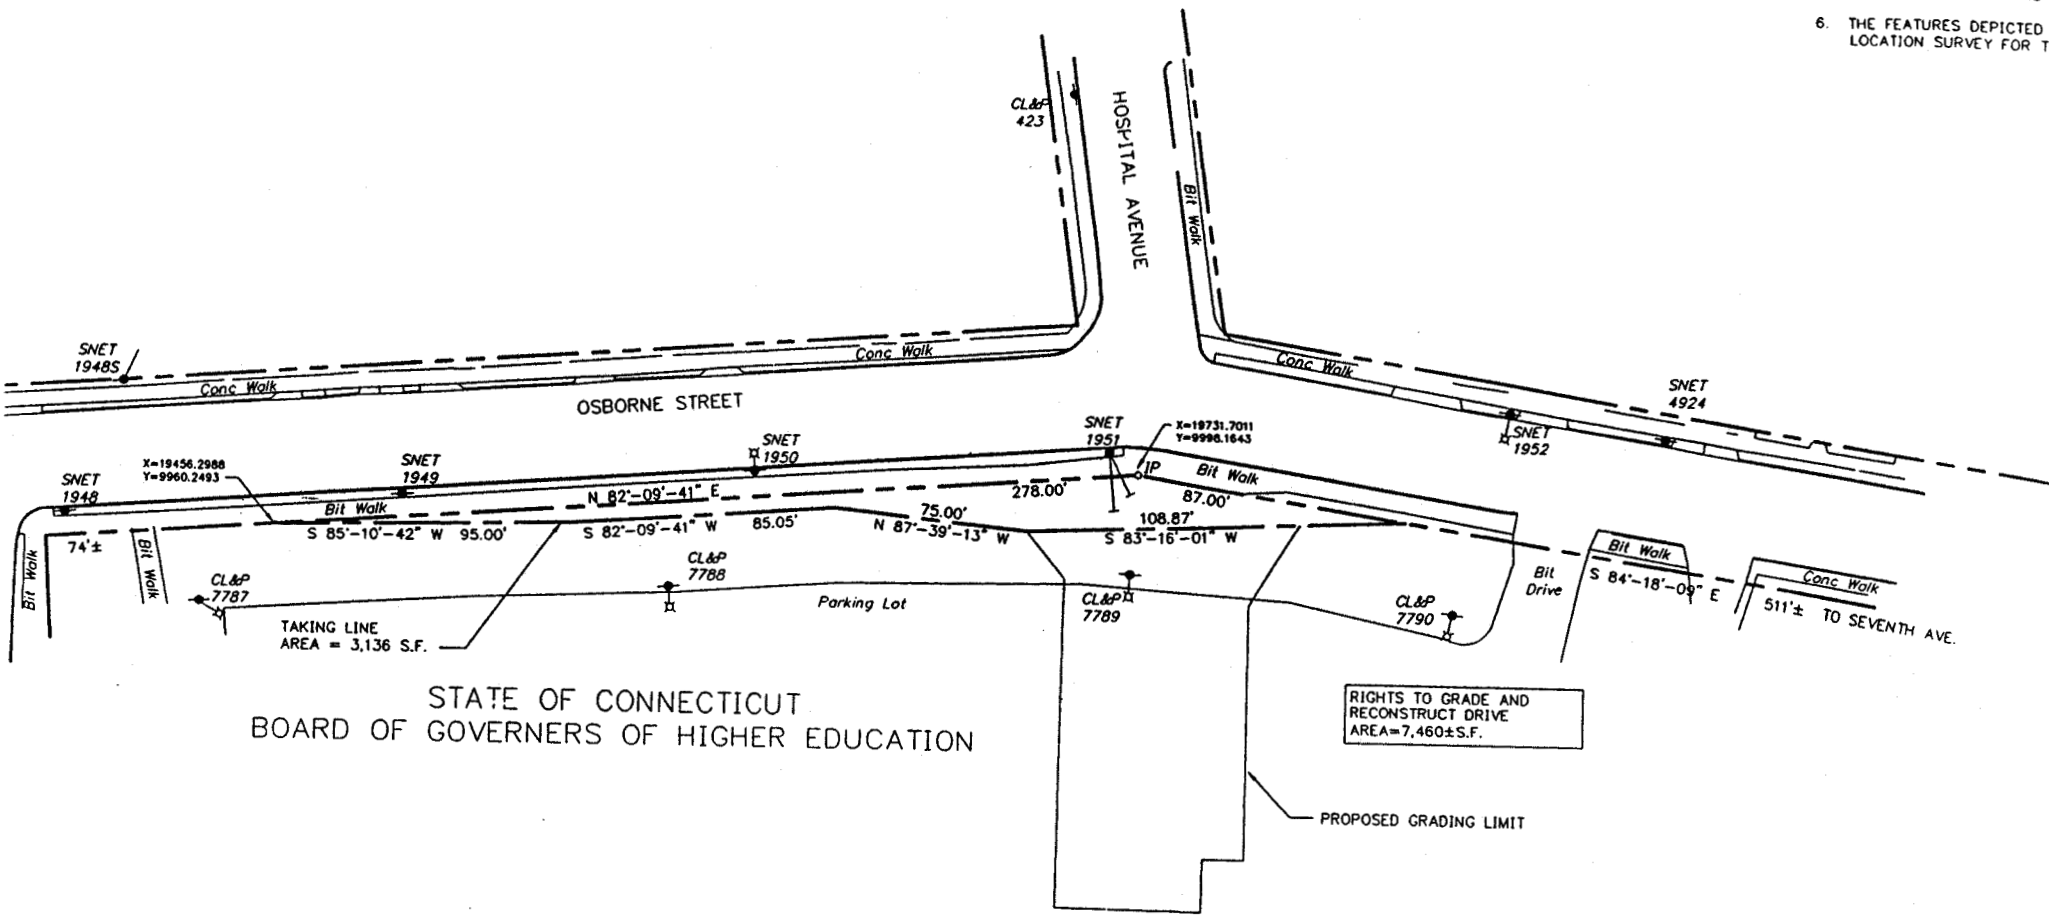 6. THE FEATURES DEPICTED
LOCATION SURVEY FOR T
CL&P
423
HOSPITAL AVENUE
Bit Walk
SNET
1948S
Conc Walk
Conc Walk
OSBORNE STREET
Conc Walk
SNET
4924
SNET
1952
SNET
1951
X=19731.7011
Y=9998.1643
IP
Bit Walk
SNET
1950
SNET
1949
X=19456.2988
Y=9960.2493
SNET
1948
Bit Walk
N 82°-09'-41" E
278.00'
87.00'
74'±
S 85°-10'-42" W 95.00'
S 82°-09'-41" W 85.05'
75.00'
N 87°-39'-13" W
108.87'
S 83°-16'-01" W
Bit Walk
Bit Walk
CL&P
7787
CL&P
7788
Parking Lot
CL&P
7789
CL&P
7790
Bit
Drive
Bit Walk
S 84°-18'-09" E
Conc Walk
511'± TO SEVENTH AVE.
TAKING LINE
AREA = 3,136 S.F.
STATE OF CONNECTICUT
BOARD OF GOVERNERS OF HIGHER EDUCATION
RIGHTS TO GRADE AND
RECONSTRUCT DRIVE
AREA=7,460±S.F.
PROPOSED GRADING LIMIT